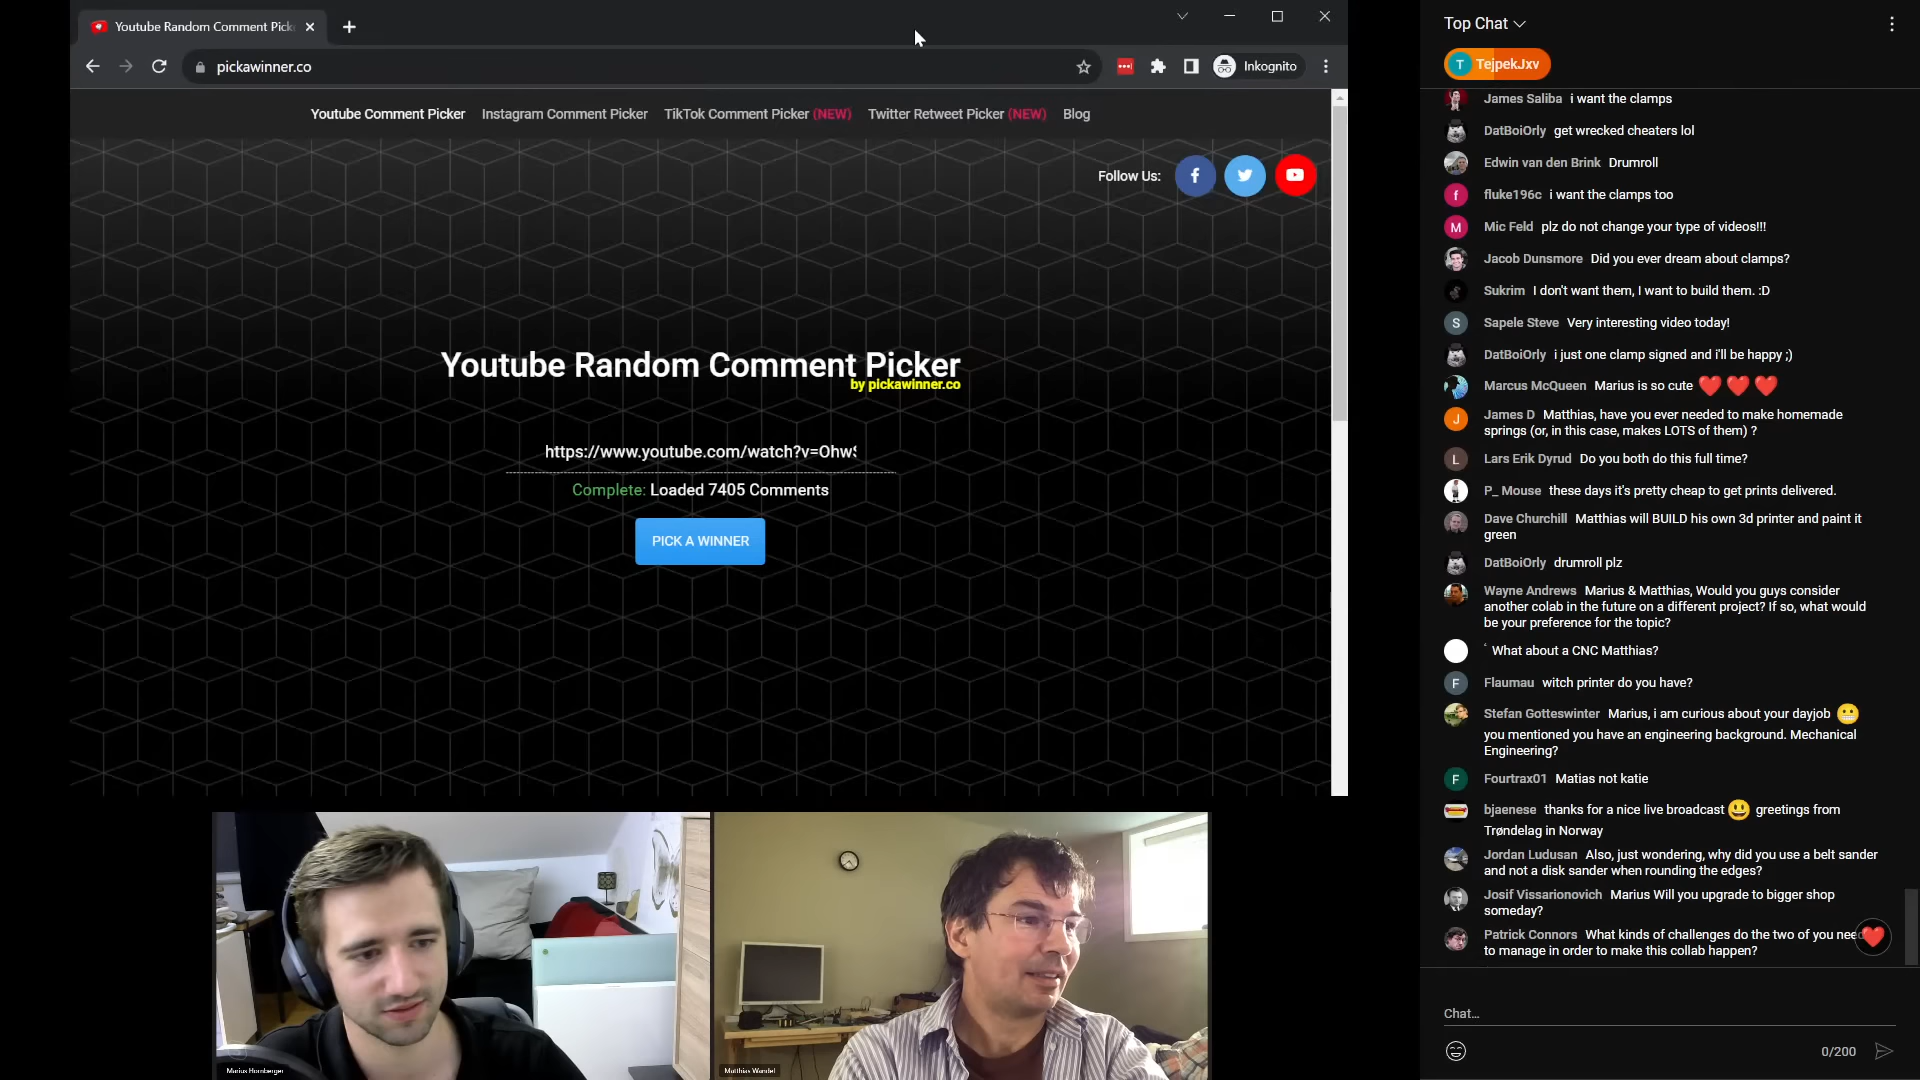 Youtube Random Comment Pick
pickawinner.co
Inkognito
Youtube Comment Picker
Instagram Comment Picker
TikTok Comment Picker (NEW)
Twitter Retweet Picker (NEW)
Blog
Follow Us:
Youtube Random Comment Picker
by pickawinner.co
https://www.youtube.com/watch?v=Ohw
Complete: Loaded 7405 Comments
PICK A WINNER
Marius Hornberger
Matthias Wandel
Top Chat
T TejpekJxv
James Saliba i want the clamps
DatBoiOrly get wrecked cheaters lol
Edwin van den Brink Drumroll
f fluke196c i want the clamps too
M Mic Feld plz do not change your type of videos!!!
Jacob Dunsmore Did you ever dream about clamps?
Sukrim I don't want them, I want to build them. :D
S Sapele Steve Very interesting video today!
DatBoiOrly i just one clamp signed and i'll be happy ;)
Marcus McQueen Marius is so cute ❤️❤️❤️
J James D Matthias, have you ever needed to make homemade
springs (or, in this case, makes LOTS of them) ?
L Lars Erik Dyrud Do you both do this full time?
P_ Mouse these days it's pretty cheap to get prints delivered.
Dave Churchill Matthias will BUILD his own 3d printer and paint it
green
DatBoiOrly drumroll plz
Wayne Andrews Marius & Matthias, Would you guys consider
another colab in the future on a different project? If so, what would
be your preference for the topic?
What about a CNC Matthias?
F Flaumau witch printer do you have?
Stefan Gotteswinter Marius, i am curious about your dayjob 😬
you mentioned you have an engineering background. Mechanical
Engineering?
F Fourtrax01 Matias not katie
bjaenese thanks for a nice live broadcast 😃 greetings from
Trøndelag in Norway
Jordan Ludusan Also, just wondering, why did you use a belt sander
and not a disk sander when rounding the edges?
Josif Vissarionovich Marius Will you upgrade to bigger shop
someday?
Patrick Connors What kinds of challenges do the two of you nee
to manage in order to make this collab happen?
Chat...
0/200